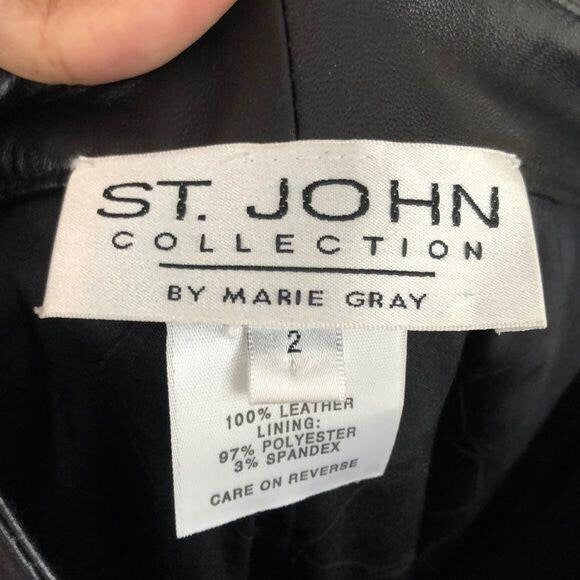 ST. JOHN
COLLECTION
BY MARIE GRAY
2
100% LEATHER
LINING:
97% POLYESTER
3% SPANDEX
CARE ON REVERSE